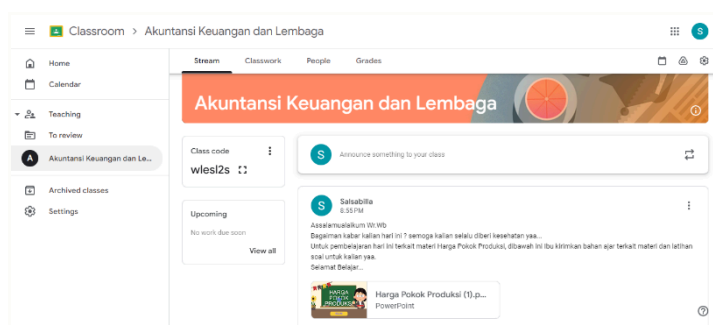 Classroom > Akuntansi Keuangan dan Lembaga
S
Home
Calendar
Teaching
To review
A Akuntansi Keuangan dan Le...
Archived classes
Settings
Stream Classwork People Grades
Akuntansi Keuangan dan Lembaga
Class code
wlesl2s
Upcoming
No work due soon
View all
S Announce something to your class
S Salsabilla
8:55 PM
Assalamualaikum Wr.Wb
Bagaiman kabar kalian hari ini ? semoga kalian selalu diberi kesehatan yaa...
Untuk pembelajaran hari ini terkait materi Harga Pokok Produksi, dibawah ini ibu kirimkan bahan ajar terkait materi dan latihan
soal untuk kalian yaa.
Selamat Belajar...
HARGA
POKOK
PRODUKSI
Harga Pokok Produksi (1).p...
PowerPoint